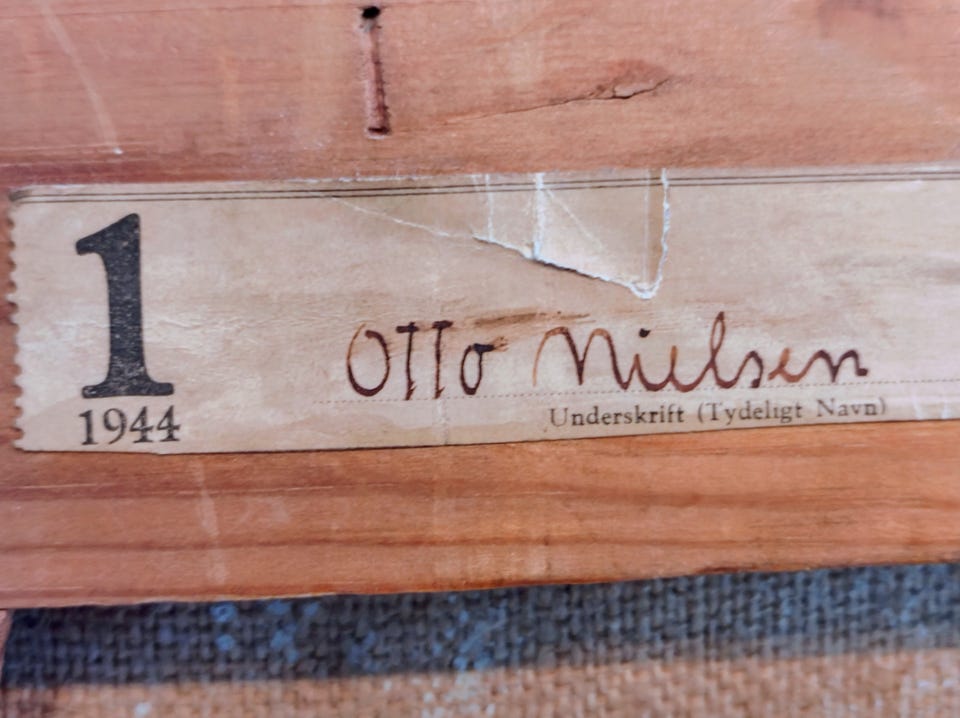 1
1944
Otto Nielsen
Underskrift (Tydeligt Navn)